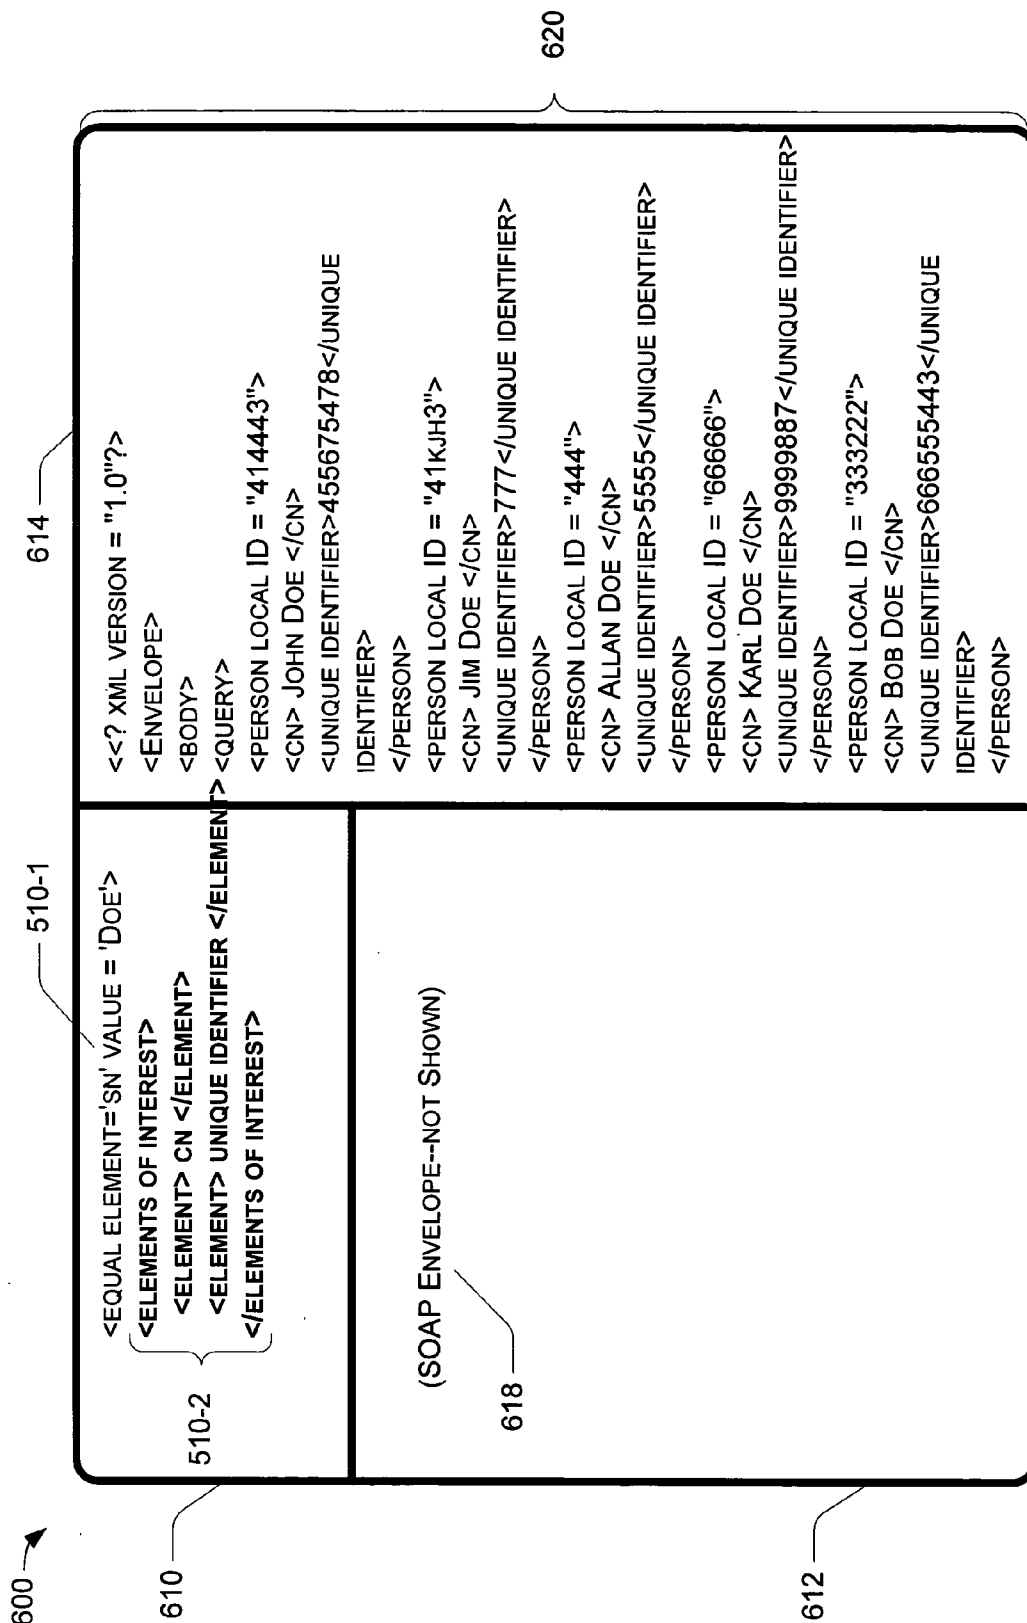 600
610
612
510-1
510-2
614
620
618
<EQUAL ELEMENT='SN' VALUE = 'DOE'>
<ELEMENTS OF INTEREST>
<ELEMENT> CN </ELEMENT>
<ELEMENT> UNIQUE IDENTIFIER </ELEMENT>
</ELEMENTS OF INTEREST>
(SOAP ENVELOPE--NOT SHOWN)
<<? XML VERSION = "1.0"?>
<ENVELOPE>
<BODY>
<QUERY>
<PERSON LOCAL ID = "414443">
<CN> JOHN DOE </CN>
<UNIQUE IDENTIFIER>455675478</UNIQUE
IDENTIFIER>
</PERSON>
<PERSON LOCAL ID = "41KJH3">
<CN> JIM DOE </CN>
<UNIQUE IDENTIFIER>777</UNIQUE IDENTIFIER>
</PERSON>
<PERSON LOCAL ID = "444">
<CN> ALLAN DOE </CN>
<UNIQUE IDENTIFIER>5555</UNIQUE IDENTIFIER>
</PERSON>
<PERSON LOCAL ID = "66666">
<CN> KARL DOE </CN>
<UNIQUE IDENTIFIER>9999887</UNIQUE IDENTIFIER>
</PERSON>
<PERSON LOCAL ID = "333222">
<CN> BOB DOE </CN>
<UNIQUE IDENTIFIER>666555443</UNIQUE
IDENTIFIER>
</PERSON>